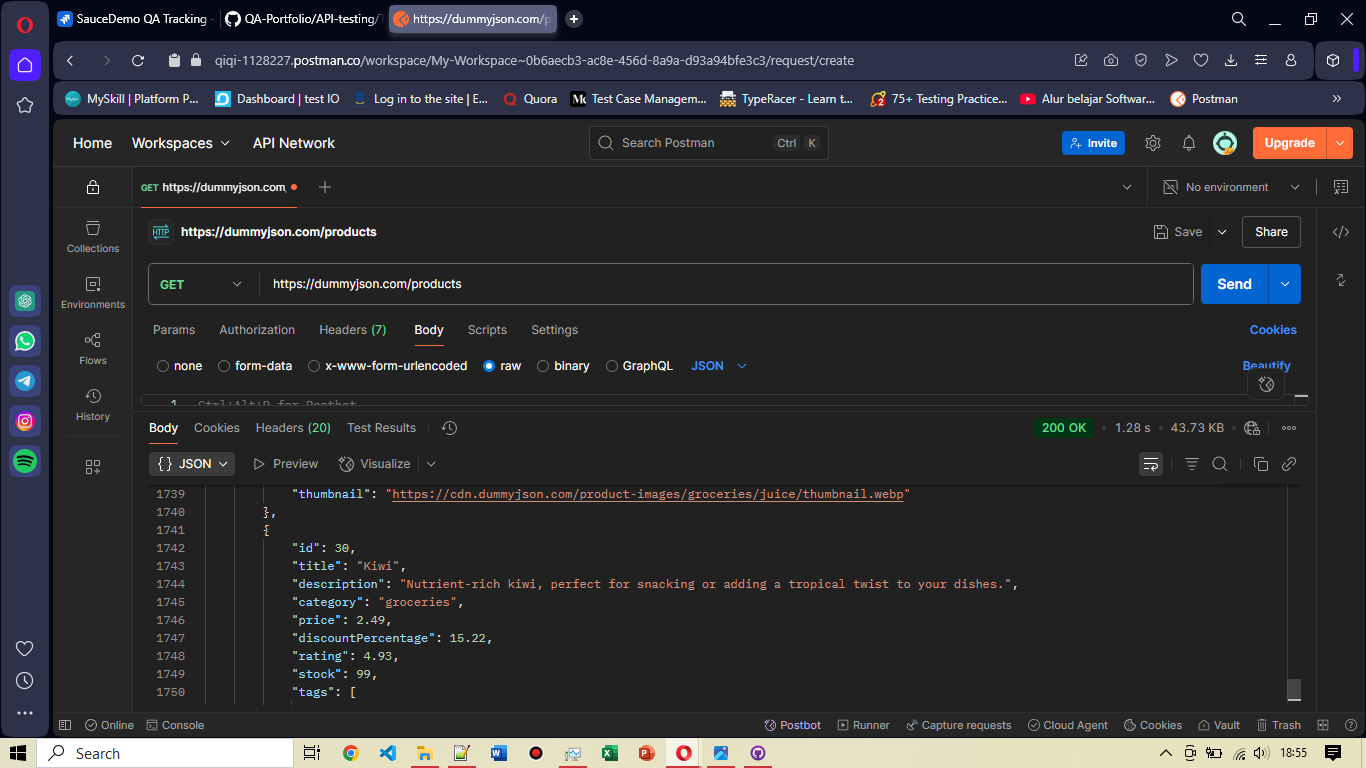 SauceDemo QA Tracking -
QA-Portfolio/API-testing/
https://dummyjson.com/p
qiqi-1128227.postman.co/workspace/My-Workspace~0b6aecb3-ac8e-456d-8a9a-d93a94bfe3c3/request/create
MySkill | Platform P...
Dashboard | test IO
Log in to the site | E...
Quora
Test Case Managem...
TypeRacer - Learn t...
75+ Testing Practice...
Alur belajar Softwar...
Postman
Home
Workspaces
API Network
Search Postman
Ctrl
K
Invite
Upgrade
GET https://dummyjson.com
No environment
HTTP
https://dummyjson.com/products
Save
Share
Collections
Environments
Flows
History
GET
https://dummyjson.com/products
Send
Params
Authorization
Headers (7)
Body
Scripts
Settings
Cookies
none
form-data
x-www-form-urlencoded
raw
binary
GraphQL
JSON
Beautify
1 Ctrl+Alt+P for Postbot
Body
Cookies
Headers (20)
Test Results
200 OK
1.28 s
43.73 KB
{} JSON
Preview
Visualize
1739 "thumbnail": "https://cdn.dummyjson.com/product-images/groceries/juice/thumbnail.webp"
1740 },
1741 {
1742 "id": 30,
1743 "title": "Kiwi",
1744 "description": "Nutrient-rich kiwi, perfect for snacking or adding a tropical twist to your dishes.",
1745 "category": "groceries",
1746 "price": 2.49,
1747 "discountPercentage": 15.22,
1748 "rating": 4.93,
1749 "stock": 99,
1750 "tags": [
Online
Console
Postbot
Runner
Capture requests
Cloud Agent
Cookies
Vault
Trash
Search
18:55